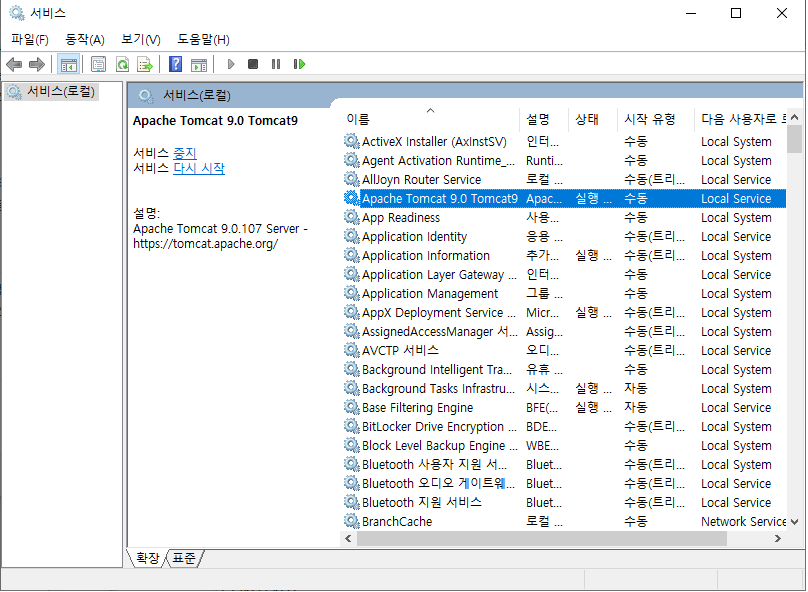 서비스
파일(F) 동작(A) 보기(V) 도움말(H)
서비스(로컬)
서비스(로컬)
Apache Tomcat 9.0 Tomcat9
서비스 중지
서비스 다시 시작
설명:
Apache Tomcat 9.0.107 Server -
https://tomcat.apache.org/
이름 설명 상태 시작 유형 다음 사용자로 로
ActiveX Installer (AxInstSV) 인터... 수동 Local System
Agent Activation Runtime_... Runti... 수동 Local System
AllJoyn Router Service 로컬 ... 수동(트리... Local Service
Apache Tomcat 9.0 Tomcat9 Apac... 실행 ... 수동 Local Service
App Readiness 사용... 수동 Local System
Application Identity 응용 ... 수동(트리... Local Service
Application Information 추가... 실행 ... 수동(트리... Local System
Application Layer Gateway ... 인터... 수동 Local Service
Application Management 그룹 ... 수동 Local System
AppX Deployment Service ... Micr... 실행 ... 수동(트리... Local System
AssignedAccessManager 서... Assig... 수동(트리... Local System
AVCTP 서비스 오디... 수동(트리... Local Service
Background Intelligent Tra... 유휴 ... 수동 Local System
Background Tasks Infrastru... 시스... 실행 ... 자동 Local System
Base Filtering Engine BFE(... 실행 ... 자동 Local Service
BitLocker Drive Encryption ... BDE... 수동(트리... Local System
Block Level Backup Engine ... WBE... 수동 Local System
Bluetooth 사용자 지원 서... Bluet... 수동(트리... Local System
Bluetooth 오디오 게이트웨... Bluet... 수동(트리... Local Service
Bluetooth 지원 서비스 Bluet... 수동(트리... Local Service
BranchCache 로컬 ... 수동 Network Service
확장 표준